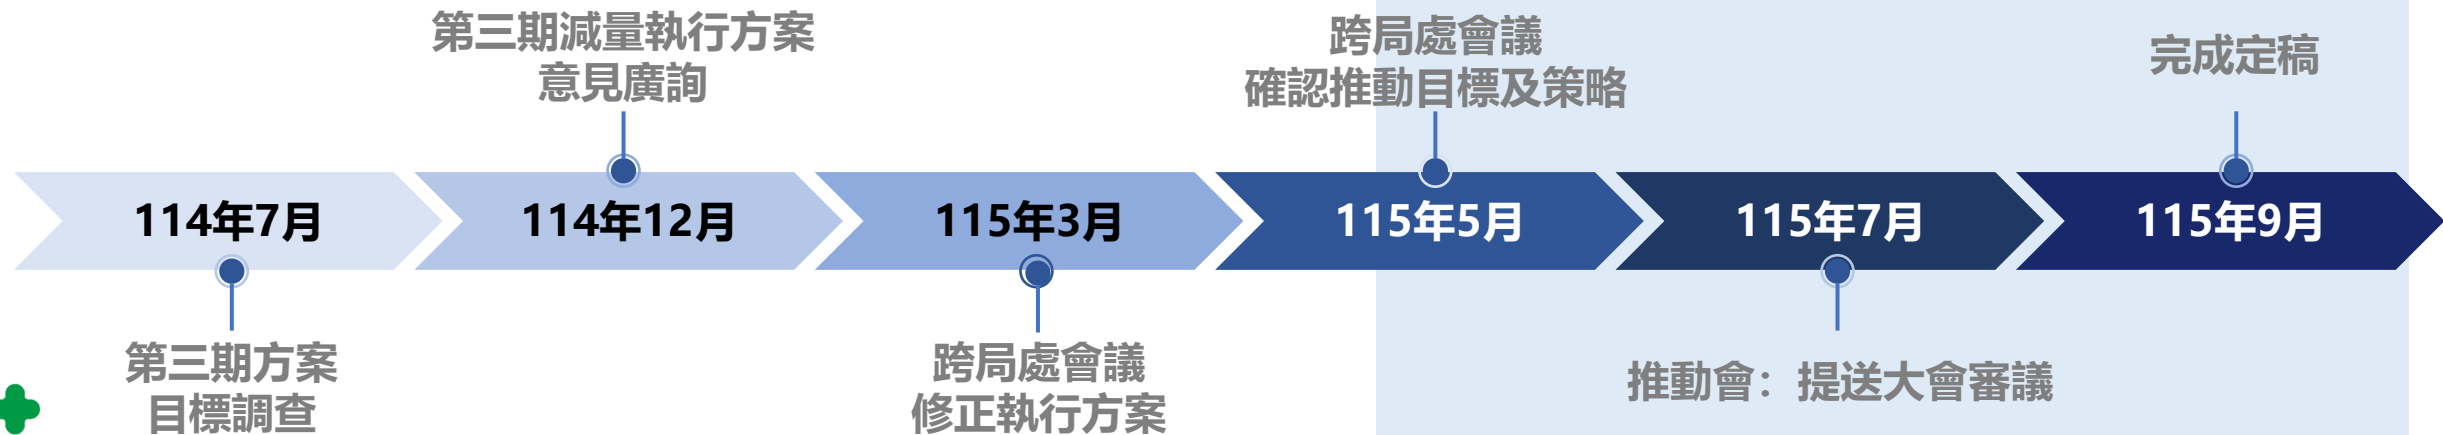 第三期減量執行方案
意見廣詢
跨局處會議
確認推動目標及策略
完成定稿
114年7月
114年12月
115年3月
115年5月
115年7月
115年9月
第三期方案
目標調查
跨局處會議
修正執行方案
推動會：提送大會審議